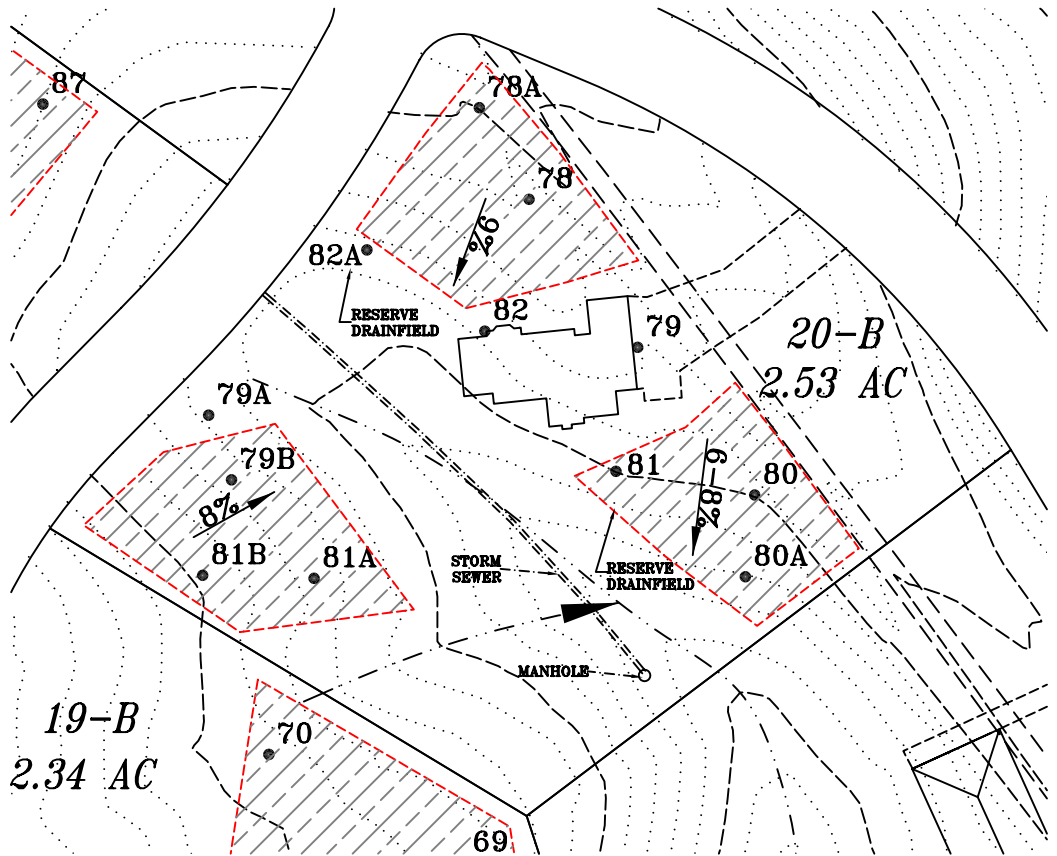 87
78A
78
9%
82A
RESERVE
DRAINFIELD
82
79
20-B
2.53 AC
79A
79B
8%
81
80
6-8%
81B
81A
STORM
SEWER
RESERVE
DRAINFIELD
80A
MANHOLE
19-B
2.34 AC
70
69